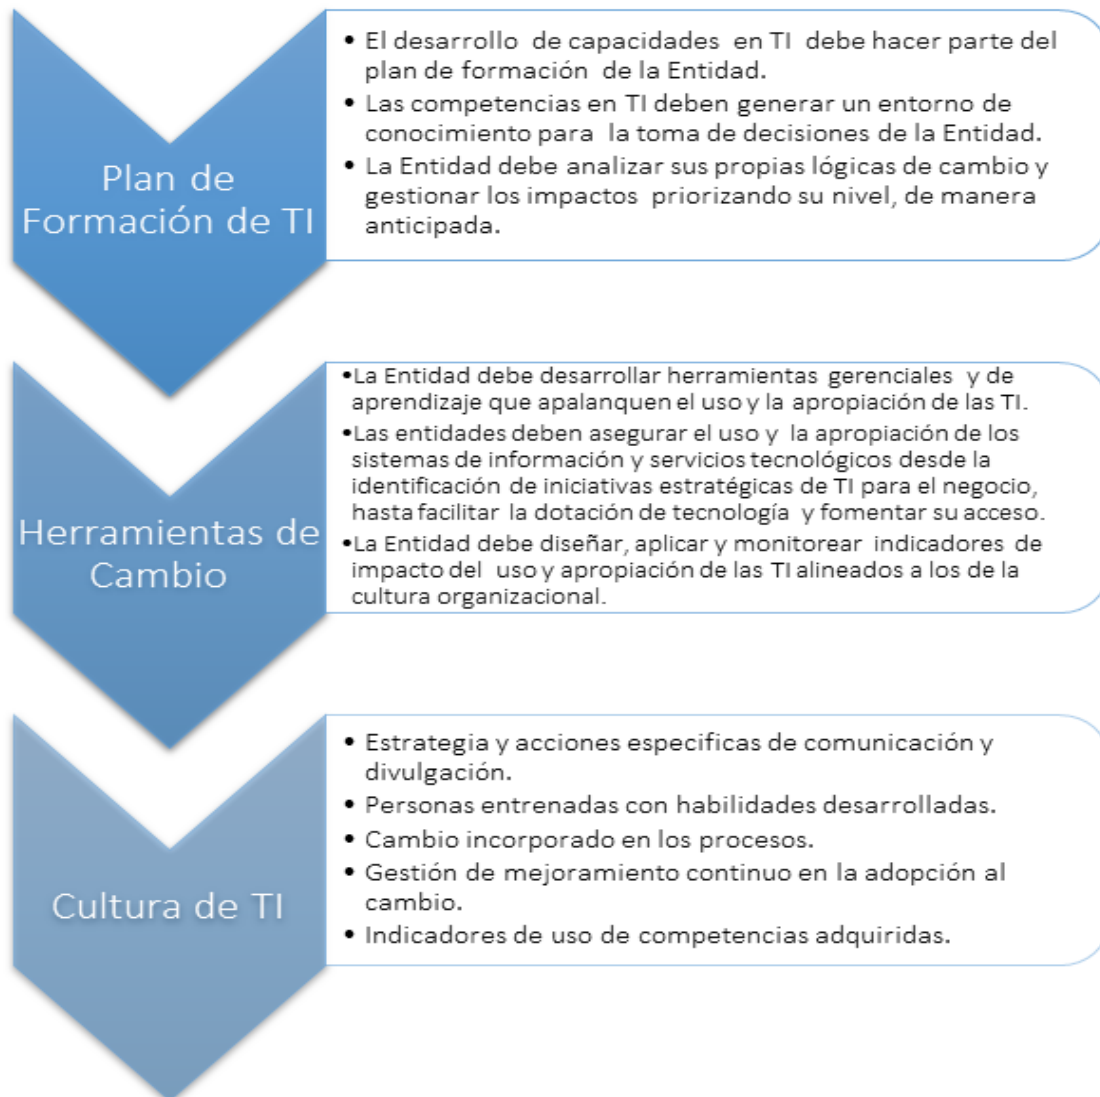 Plan de
Formación de TI
• El desarrollo de capacidades en TI debe hacer parte del
plan de formación de la Entidad.
• Las competencias en TI deben generar un entorno de
conocimiento para la toma de decisiones de la Entidad.
• La Entidad debe analizar sus propias lógicas de cambio y
gestionar los impactos priorizando su nivel, de manera
anticipada.
Herramientas de
Cambio
•La Entidad debe desarrollar herramientas gerenciales y de
aprendizaje que apalanquen el uso y la apropiación de las TI.
•Las entidades deben asegurar el uso y la apropiación de los
sistemas de información y servicios tecnológicos desde la
identificación de iniciativas estratégicas de TI para el negocio,
hasta facilitar la dotación de tecnología y fomentar su acceso.
•La Entidad debe diseñar, aplicar y monitorear indicadores de
impacto del uso y apropiación de las TI alineados a los de la
cultura organizacional.
Cultura de TI
• Estrategia y acciones especificas de comunicación y
divulgación.
• Personas entrenadas con habilidades desarrolladas.
• Cambio incorporado en los procesos.
• Gestión de mejoramiento continuo en la adopción al
cambio.
• Indicadores de uso de competencias adquiridas.